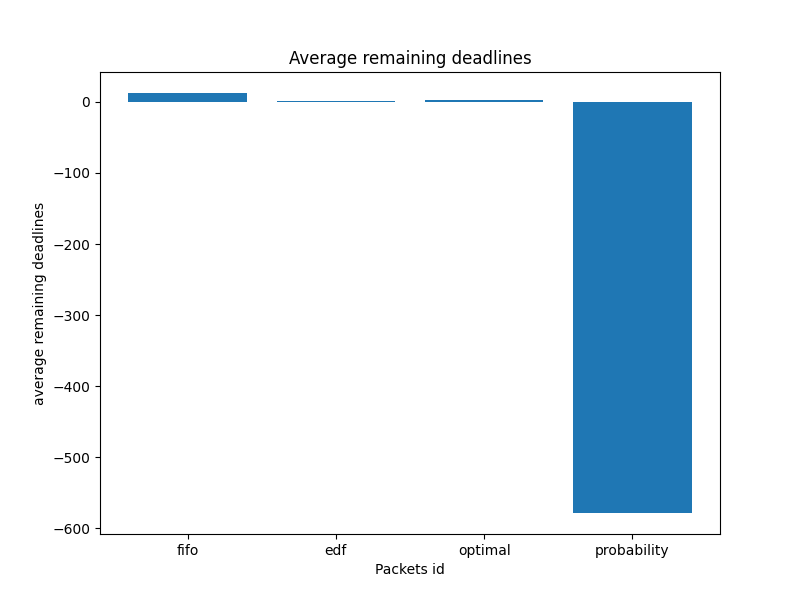 Average remaining deadlines
average remaining deadlines
0
−100
−200
−300
−400
−500
−600
fifo
edf
optimal
probability
Packets id